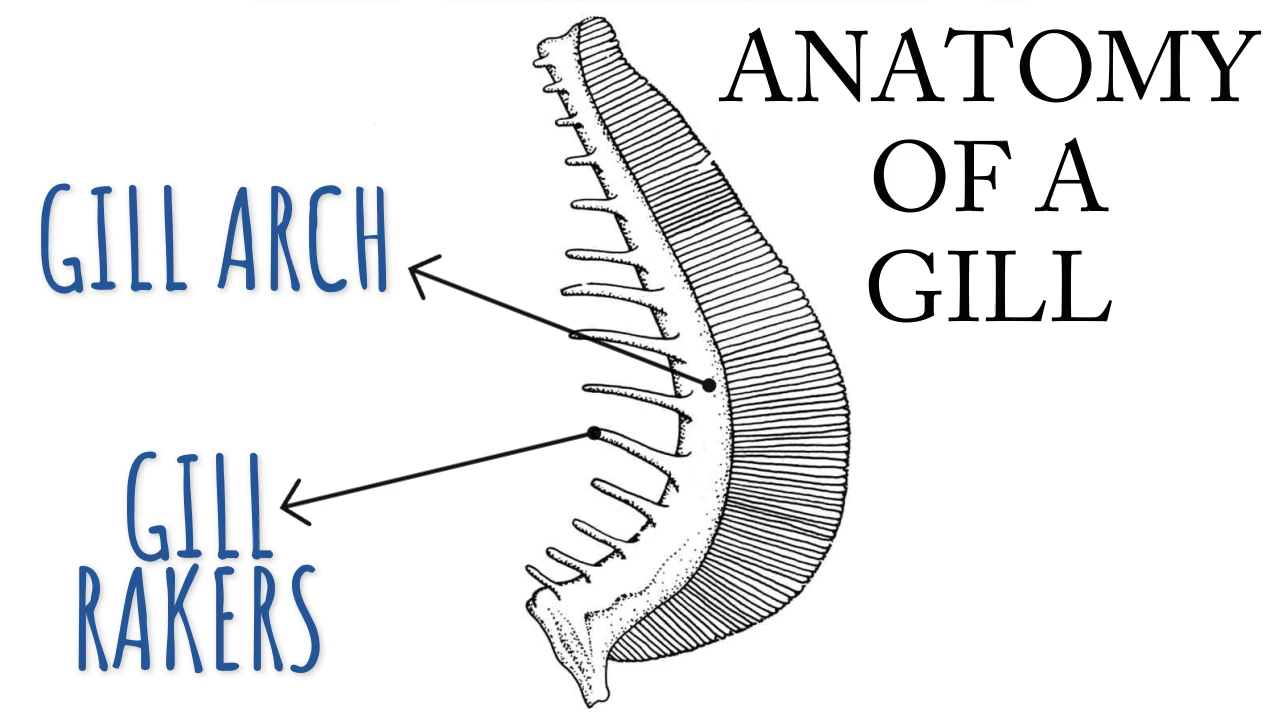 ANATOMY
OF A
GILL
GILL ARCH
GILL
RAKERS